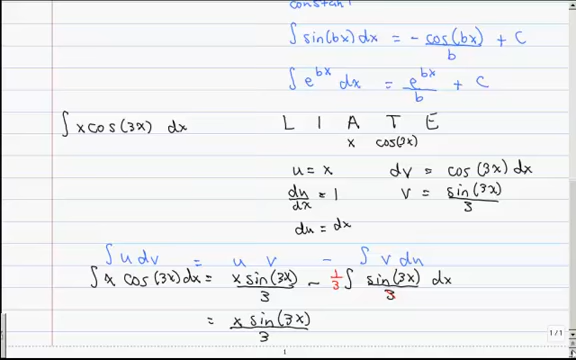 constant
∫ sin(bx) dx = - cos(bx)/b + C
∫ e^{bx} dx = e^{bx}/b + C
∫ x cos(3x) dx L I A T E
x cos(3x)
u = x dv = cos(3x) dx
du/dx = 1 v = sin(3x)/3
du = dx
∫ u dv = u v - ∫ v du
∫ x cos(3x) dx = x sin(3x)/3 - 1/3 ∫ sin(3x)/3 dx
= x sin(3x)/3
1/1
1